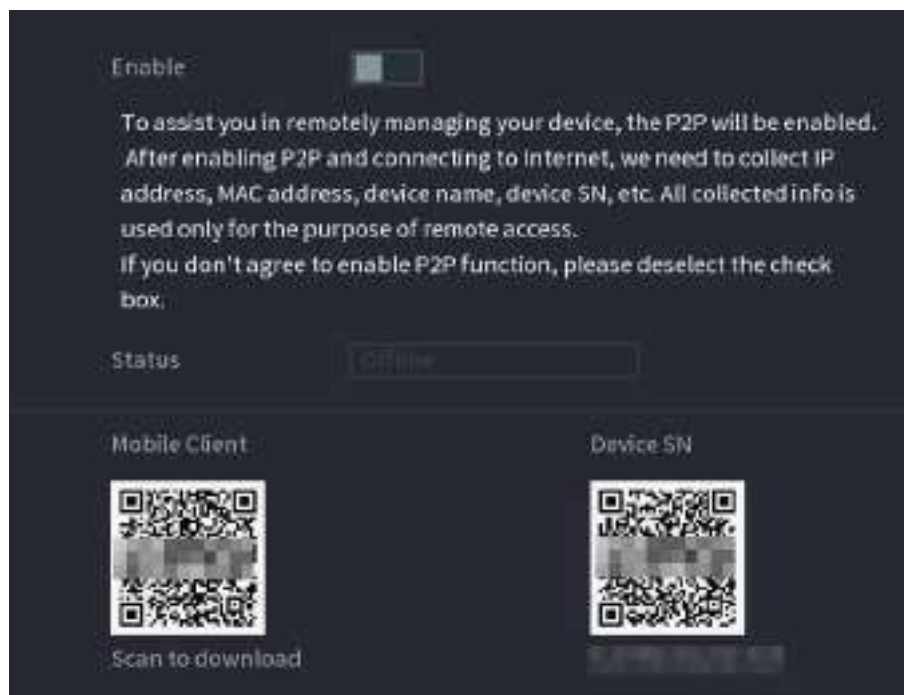 Enable
To assist you in remotely managing your device, the P2P will be enabled.
After enabling P2P and connecting to Internet, we need to collect IP
address, MAC address, device name, device SN, etc. All collected info is
used only for the purpose of remote access.
If you don't agree to enable P2P function, please deselect the check
box.
Status
Offline
Mobile Client
Device SN
Scan to download